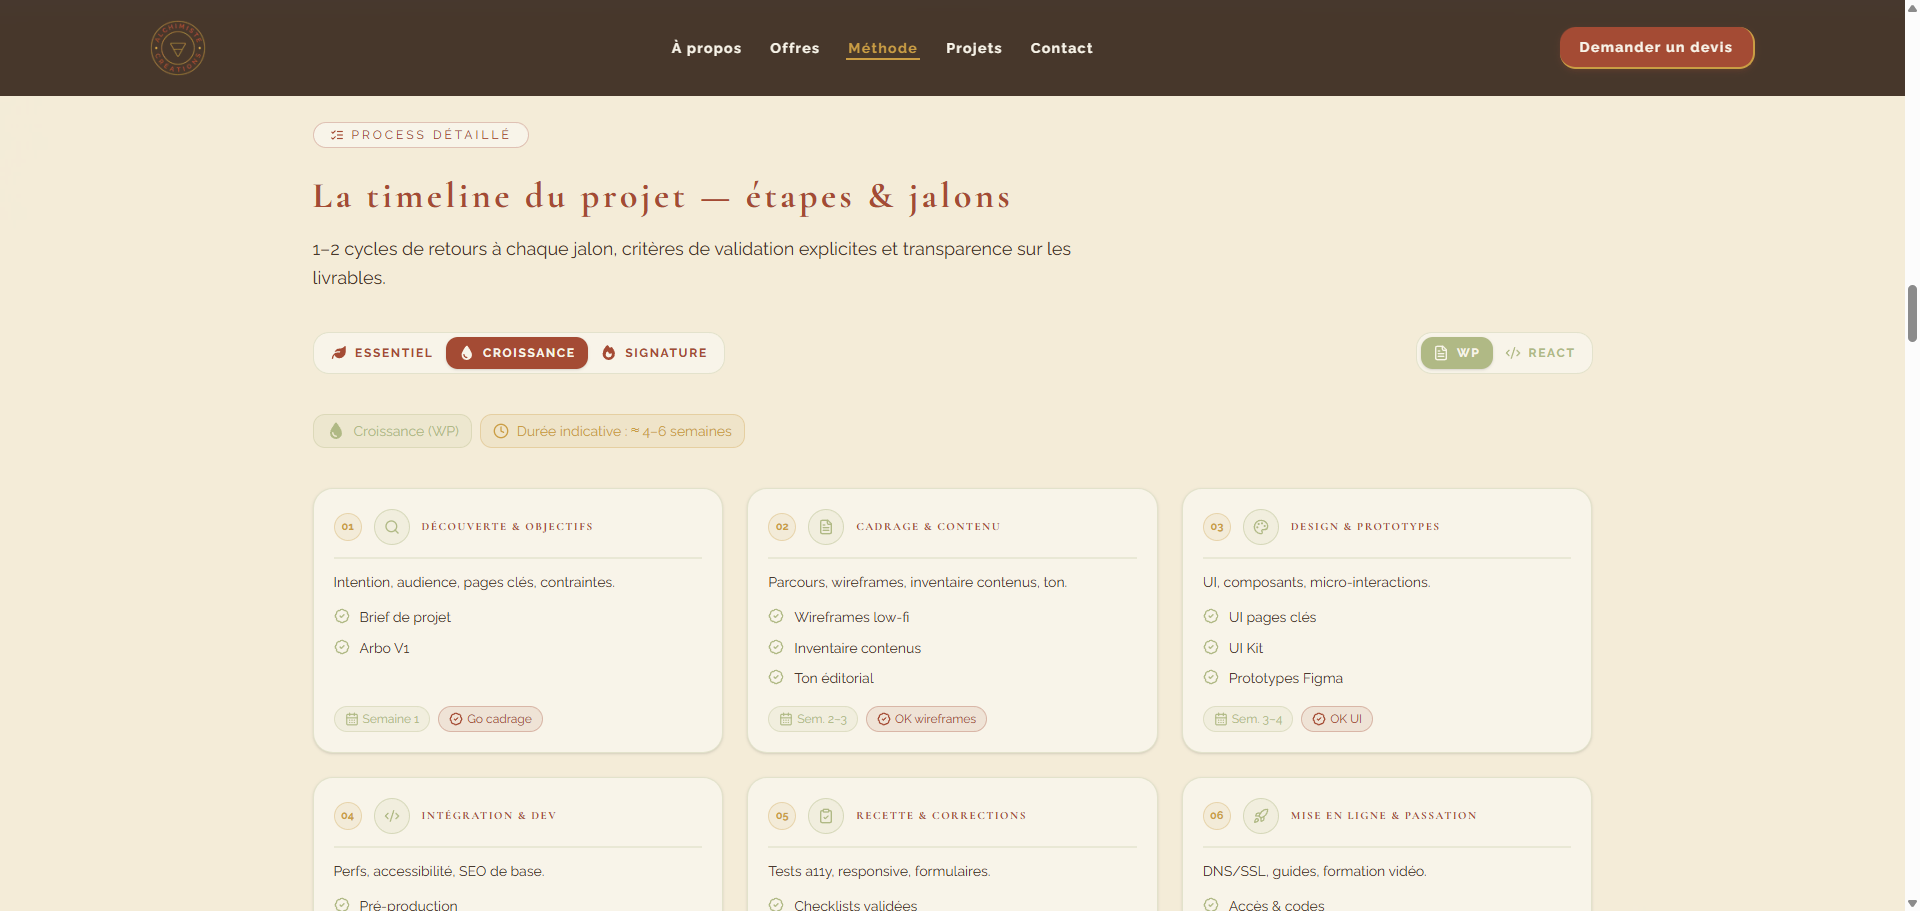 ALCHIMISTE CREATIONS
À propos
Offres
Méthode
Projets
Contact
Demander un devis
PROCESS DÉTAILLÉ
La timeline du projet — étapes & jalons
1–2 cycles de retours à chaque jalon, critères de validation explicites et transparence sur les
livrables.
ESSENTIEL
CROISSANCE
SIGNATURE
WP
</> REACT
Croissance (WP)
Durée indicative : ≈ 4–6 semaines
01 DÉCOUVERTE & OBJECTIFS
Intention, audience, pages clés, contraintes.
Brief de projet
Arbo V1
Semaine 1
Go cadrage
02 CADRAGE & CONTENU
Parcours, wireframes, inventaire contenus, ton.
Wireframes low-fi
Inventaire contenus
Ton éditorial
Sem. 2–3
OK wireframes
03 DESIGN & PROTOTYPES
UI, composants, micro-interactions.
UI pages clés
UI Kit
Prototypes Figma
Sem. 3–4
OK UI
04 </> INTÉGRATION & DEV
Perfs, accessibilité, SEO de base.
Pré-production
05 RECETTE & CORRECTIONS
Tests a11y, responsive, formulaires.
Checklists validées
06 MISE EN LIGNE & PASSATION
DNS/SSL, guides, formation vidéo.
Accès & codes